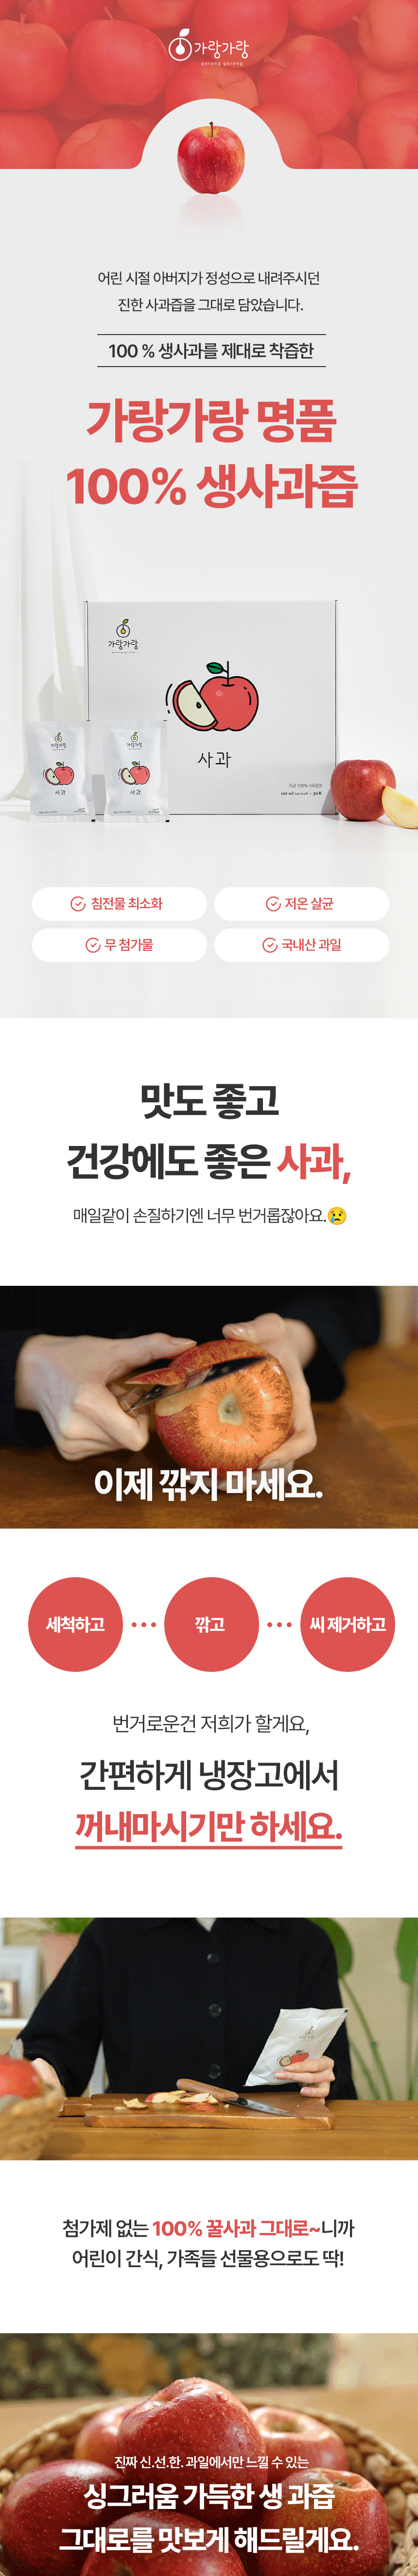 가랑가랑
garang garang
어린 시절 아버지가 정성으로 내려주시던
진한 사과즙을 그대로 담았습니다.
100 % 생사과를 제대로 착즙한
가랑가랑 명품
100% 생사과즙
가랑가랑
사과
가랑가랑
사과
가랑가랑
사과
침전물 최소화
저온 살균
무 첨가물
국내산 과일
맛도 좋고
건강에도 좋은 사과,
매일같이 손질하기엔 너무 번거롭잖아요.😢
이제 깎지 마세요.
세척하고
깎고
씨 제거하고
번거로운건 저희가 할게요,
간편하게 냉장고에서
꺼내마시기만 하세요.
첨가제 없는 100% 꿀사과 그대로~니까
어린이 간식, 가족들 선물용으로도 딱!
진짜 신.선.한. 과일에서만 느낄 수 있는
싱그러움 가득한 생 과즙
그대로를 맛보게 해드릴게요.